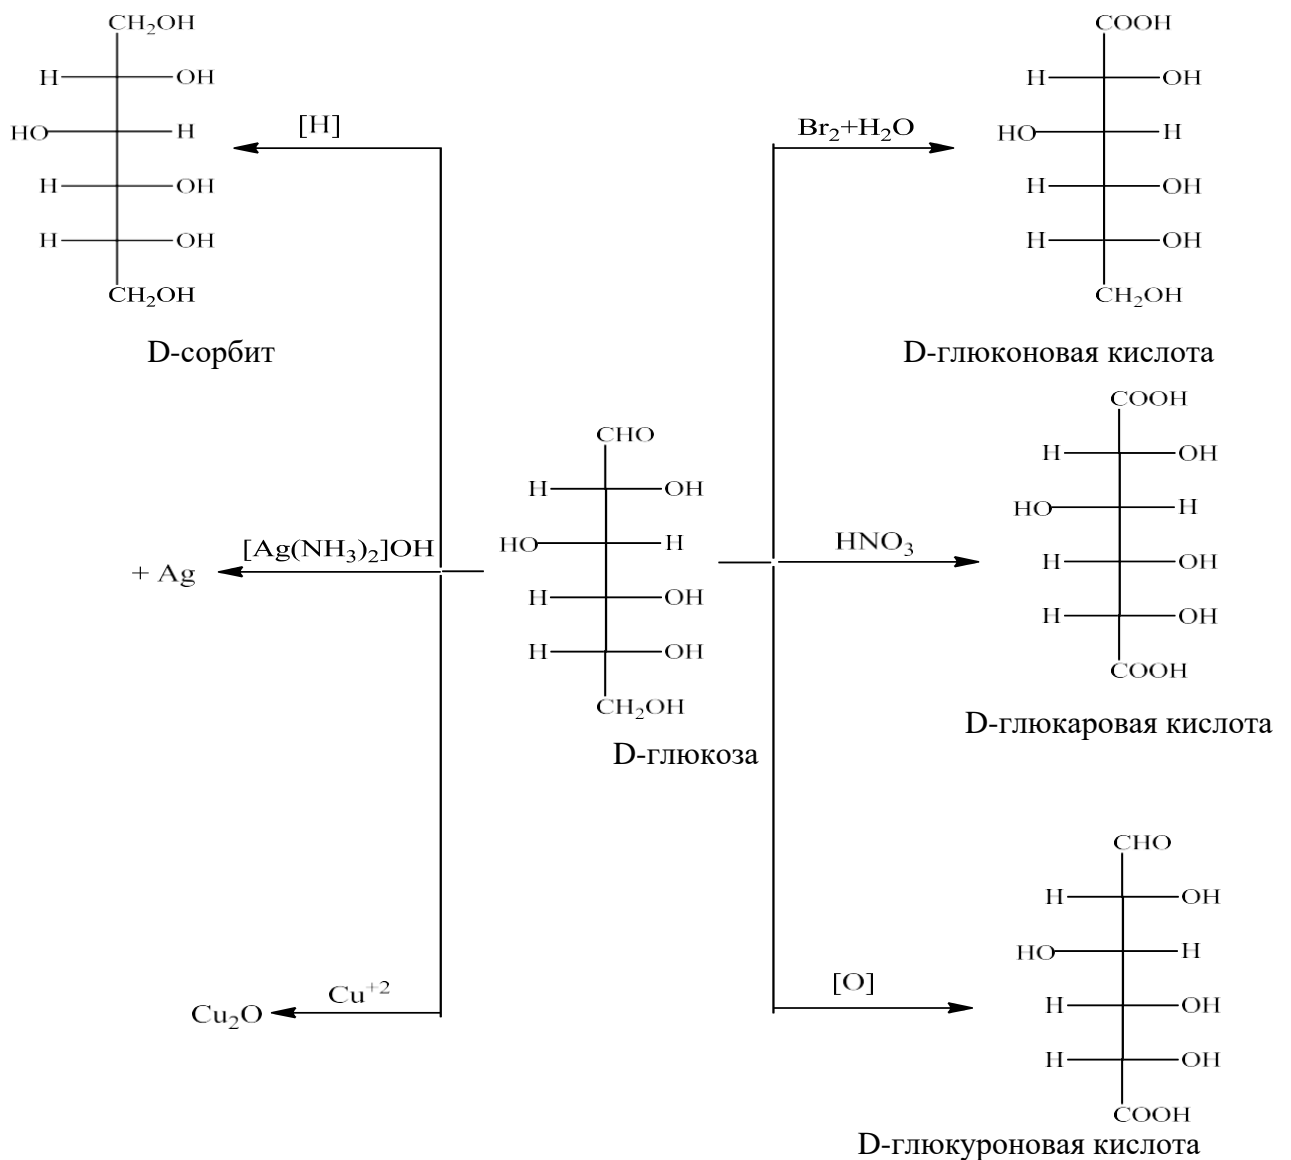 CH₂OH
H OH
HO H
H OH
H OH
CH₂OH
D-сорбит
[H]
Br₂+H₂O
COOH
H OH
HO H
H OH
H OH
CH₂OH
D-глюконовая кислота
CHO
H OH
HO H
H OH
H OH
CH₂OH
D-глюкоза
[Ag(NH₃)₂]OH
+ Ag
HNO₃
COOH
H OH
HO H
H OH
H OH
COOH
D-глюкаровая кислота
Cu⁺²
Cu₂O
[O]
CHO
H OH
HO H
H OH
H OH
COOH
D-глюкуроновая кислота